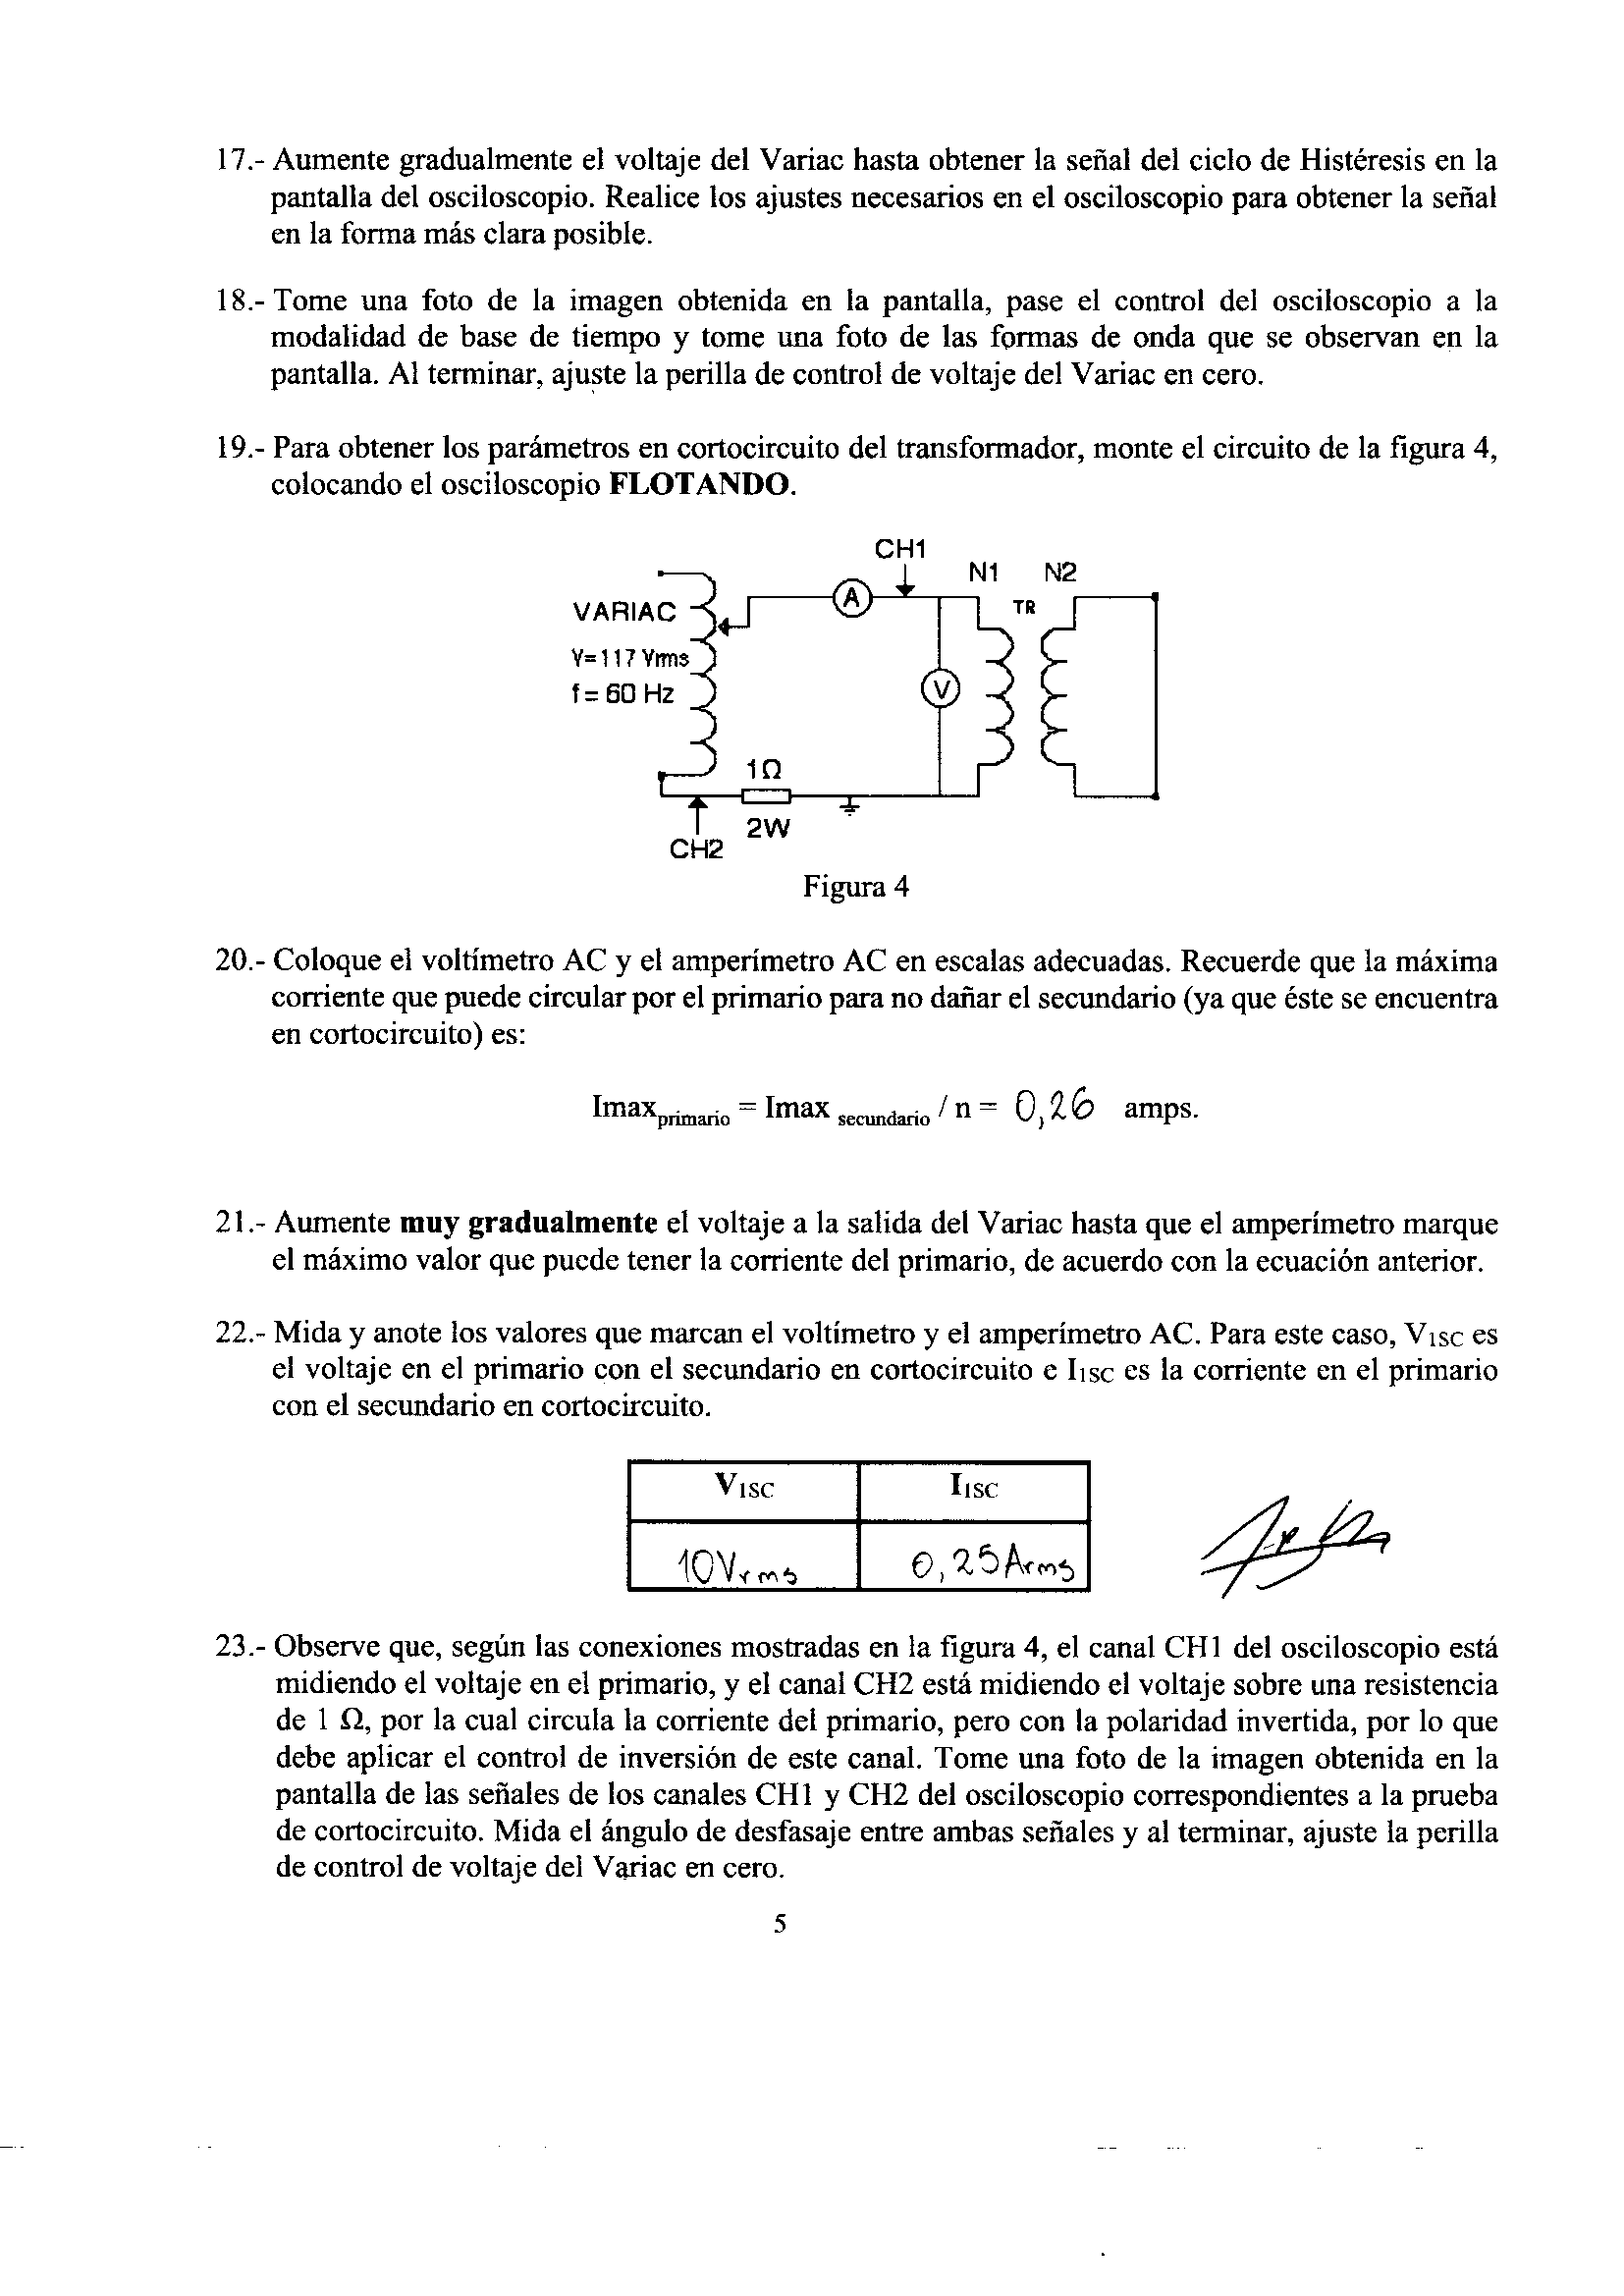 17.- Aumente gradualmente el voltaje del Variac hasta obtener la señal del ciclo de Histéresis en la
pantalla del osciloscopio. Realice los ajustes necesarios en el osciloscopio para obtener la señal
en la forma más clara posible.
18.- Tome una foto de la imagen obtenida en la pantalla, pase el control del osciloscopio a la
modalidad de base de tiempo y tome una foto de las formas de onda que se observan en la
pantalla. Al terminar, ajuste la perilla de control de voltaje del Variac en cero.
19.- Para obtener los parámetros en cortocircuito del transformador, monte el circuito de la figura 4,
colocando el osciloscopio FLOTANDO.
CH1
N1 N2
A
TR
VARIAC
V=117 Vrms
V
f= 60 Hz
1Ω
2W
CH2
Figura 4
20.- Coloque el voltímetro AC y el amperímetro AC en escalas adecuadas. Recuerde que la máxima
corriente que puede circular por el primario para no dañar el secundario (ya que éste se encuentra
en cortocircuito) es:
Imaxprimario = Imax secundario / n = 0,26 amps.
21.- Aumente muy gradualmente el voltaje a la salida del Variac hasta que el amperímetro marque
el máximo valor que puede tener la corriente del primario, de acuerdo con la ecuación anterior.
22.- Mida y anote los valores que marcan el voltímetro y el amperímetro AC. Para este caso, V1SC es
el voltaje en el primario con el secundario en cortocircuito e I1SC es la corriente en el primario
con el secundario en cortocircuito.
V1SC I1SC
10Vrms 0,25Arms
23.- Observe que, según las conexiones mostradas en la figura 4, el canal CH1 del osciloscopio está
midiendo el voltaje en el primario, y el canal CH2 está midiendo el voltaje sobre una resistencia
de 1 Ω, por la cual circula la corriente del primario, pero con la polaridad invertida, por lo que
debe aplicar el control de inversión de este canal. Tome una foto de la imagen obtenida en la
pantalla de las señales de los canales CH1 y CH2 del osciloscopio correspondientes a la prueba
de cortocircuito. Mida el ángulo de desfasaje entre ambas señales y al terminar, ajuste la perilla
de control de voltaje del Variac en cero.
5